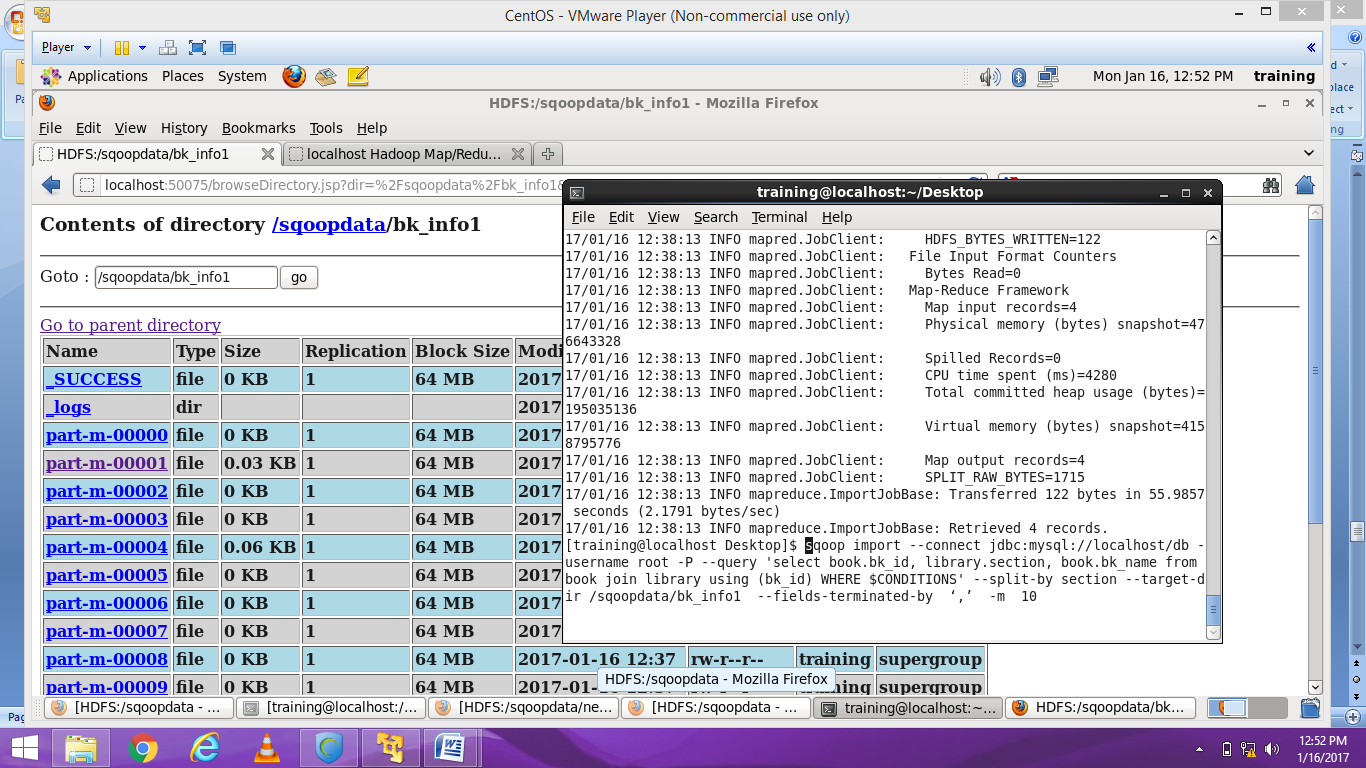 CentOS - VMware Player (Non-commercial use only)
Player
Applications Places System
Mon Jan 16, 12:52 PM training
HDFS:/sqoopdata/bk_info1 - Mozilla Firefox
File Edit View History Bookmarks Tools Help
HDFS:/sqoopdata/bk_info1
localhost Hadoop Map/Redu...
localhost:50075/browseDirectory.jsp?dir=%2Fsqoopdata%2Fbk_info1
Contents of directory /sqoopdata/bk_info1
Goto : /sqoopdata/bk_info1 go
Go to parent directory
Name Type Size Replication Block Size Modi
_SUCCESS file 0 KB 1 64 MB 2017
_logs dir 2017
part-m-00000 file 0 KB 1 64 MB 2017
part-m-00001 file 0.03 KB 1 64 MB 2017
part-m-00002 file 0 KB 1 64 MB 2017
part-m-00003 file 0 KB 1 64 MB 2017
part-m-00004 file 0.06 KB 1 64 MB 2017
part-m-00005 file 0 KB 1 64 MB 2017
part-m-00006 file 0 KB 1 64 MB 2017
part-m-00007 file 0 KB 1 64 MB 2017
part-m-00008 file 0 KB 1 64 MB 2017-01-16 12:37 rw-r--r-- training supergroup
part-m-00009 file 0 KB 1 64 MB 2017-01-16 training supergroup
training@localhost:~/Desktop
File Edit View Search Terminal Help
17/01/16 12:38:13 INFO mapred.JobClient: HDFS_BYTES_WRITTEN=122
17/01/16 12:38:13 INFO mapred.JobClient: File Input Format Counters
17/01/16 12:38:13 INFO mapred.JobClient: Bytes Read=0
17/01/16 12:38:13 INFO mapred.JobClient: Map-Reduce Framework
17/01/16 12:38:13 INFO mapred.JobClient: Map input records=4
17/01/16 12:38:13 INFO mapred.JobClient: Physical memory (bytes) snapshot=47
6643328
17/01/16 12:38:13 INFO mapred.JobClient: Spilled Records=0
17/01/16 12:38:13 INFO mapred.JobClient: CPU time spent (ms)=4280
17/01/16 12:38:13 INFO mapred.JobClient: Total committed heap usage (bytes)=
195035136
17/01/16 12:38:13 INFO mapred.JobClient: Virtual memory (bytes) snapshot=415
8795776
17/01/16 12:38:13 INFO mapred.JobClient: Map output records=4
17/01/16 12:38:13 INFO mapred.JobClient: SPLIT_RAW_BYTES=1715
17/01/16 12:38:13 INFO mapreduce.ImportJobBase: Transferred 122 bytes in 55.9857
seconds (2.1791 bytes/sec)
17/01/16 12:38:13 INFO mapreduce.ImportJobBase: Retrieved 4 records.
[training@localhost Desktop]$ sqoop import --connect jdbc:mysql://localhost/db -
username root -P --query 'select book.bk_id, library.section, book.bk_name from
book join library using (bk_id) WHERE $CONDITIONS' --split-by section --target-d
ir /sqoopdata/bk_info1 --fields-terminated-by ‘,’ -m 10
HDFS:/sqoopdata - Mozilla Firefox
[HDFS:/sqoopdata - ...
[training@localhost:/...
[HDFS:/sqoopdata/ne...
[HDFS:/sqoopdata - ...
training@localhost:~...
HDFS:/sqoopdata/bk...
12:52 PM
1/16/2017